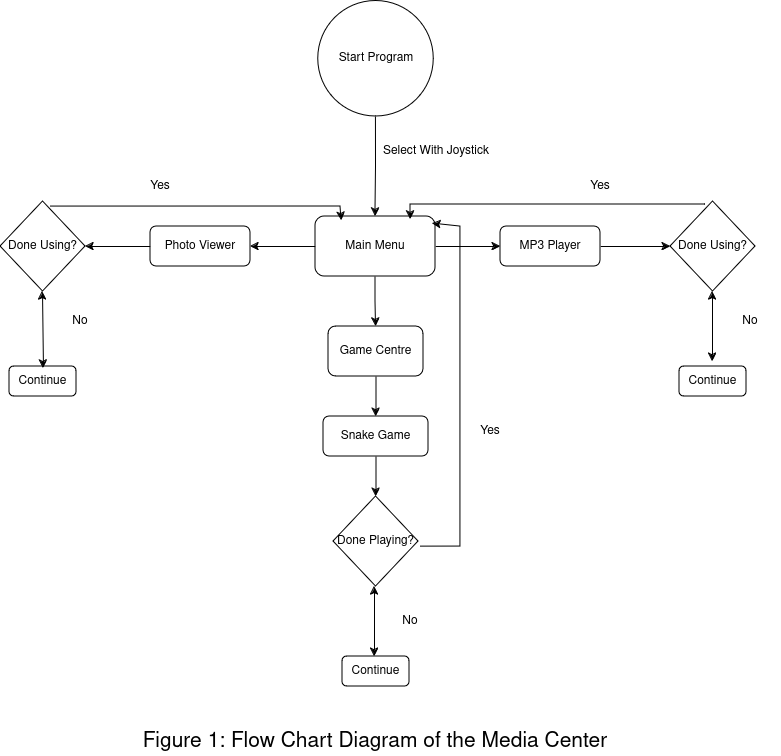 Start Program
Select With Joystick
Yes
Yes
Done Using?
Photo Viewer
Main Menu
MP3 Player
Done Using?
No
No
Game Centre
Continue
Continue
Snake Game
Yes
Done Playing?
No
Continue
Figure 1: Flow Chart Diagram of the Media Center